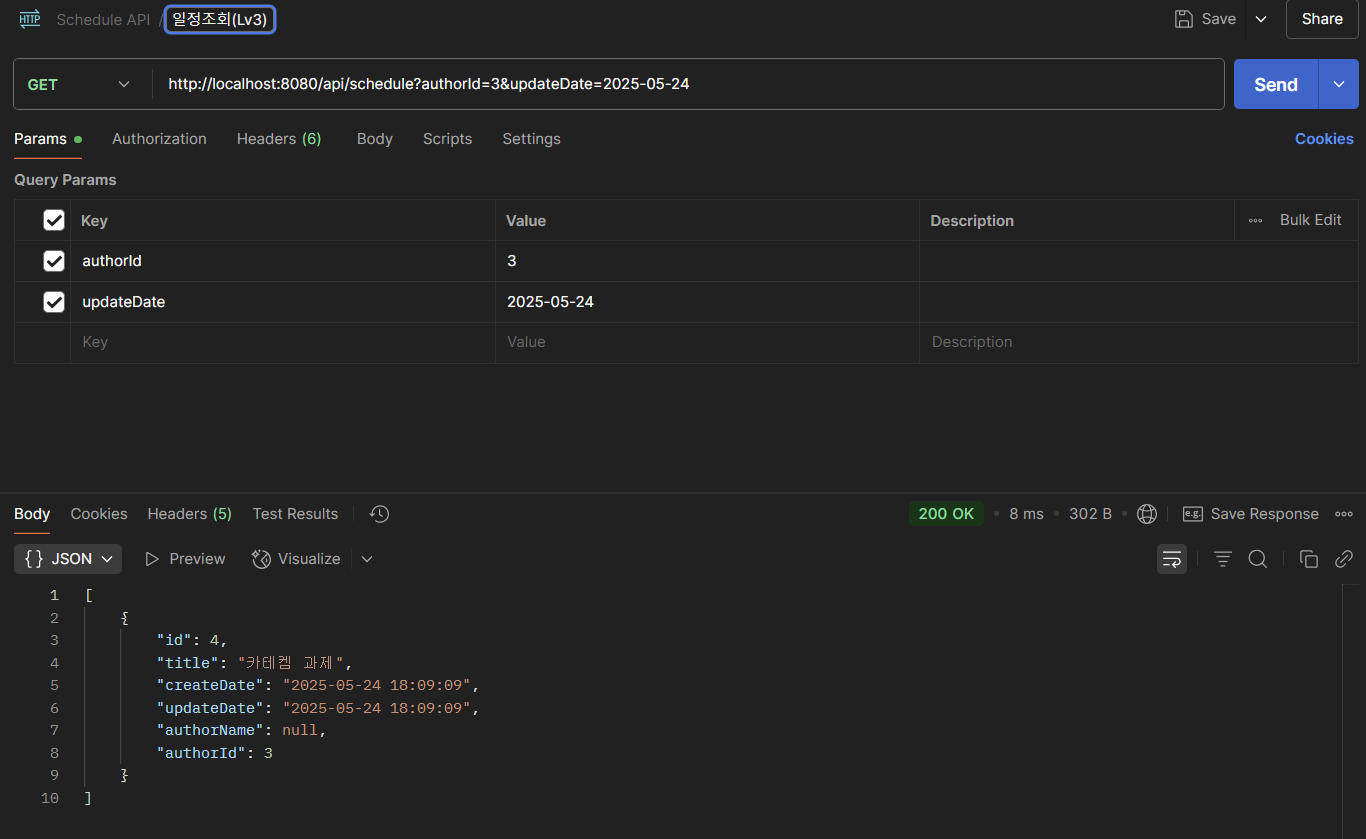 HTTP Schedule API / 일정조회(Lv3) Save Share
GET http://localhost:8080/api/schedule?authorId=3&updateDate=2025-05-24 Send
Params Authorization Headers (6) Body Scripts Settings Cookies
Query Params
Key Value Description Bulk Edit
authorId 3
updateDate 2025-05-24
Key Value Description
Body Cookies Headers (5) Test Results 200 OK 8 ms 302 B e.g. Save Response
{} JSON Preview Visualize
1 [
2 {
3 "id": 4,
4 "title": "카테켐 과제",
5 "createDate": "2025-05-24 18:09:09",
6 "updateDate": "2025-05-24 18:09:09",
7 "authorName": null,
8 "authorId": 3
9 }
10 ]